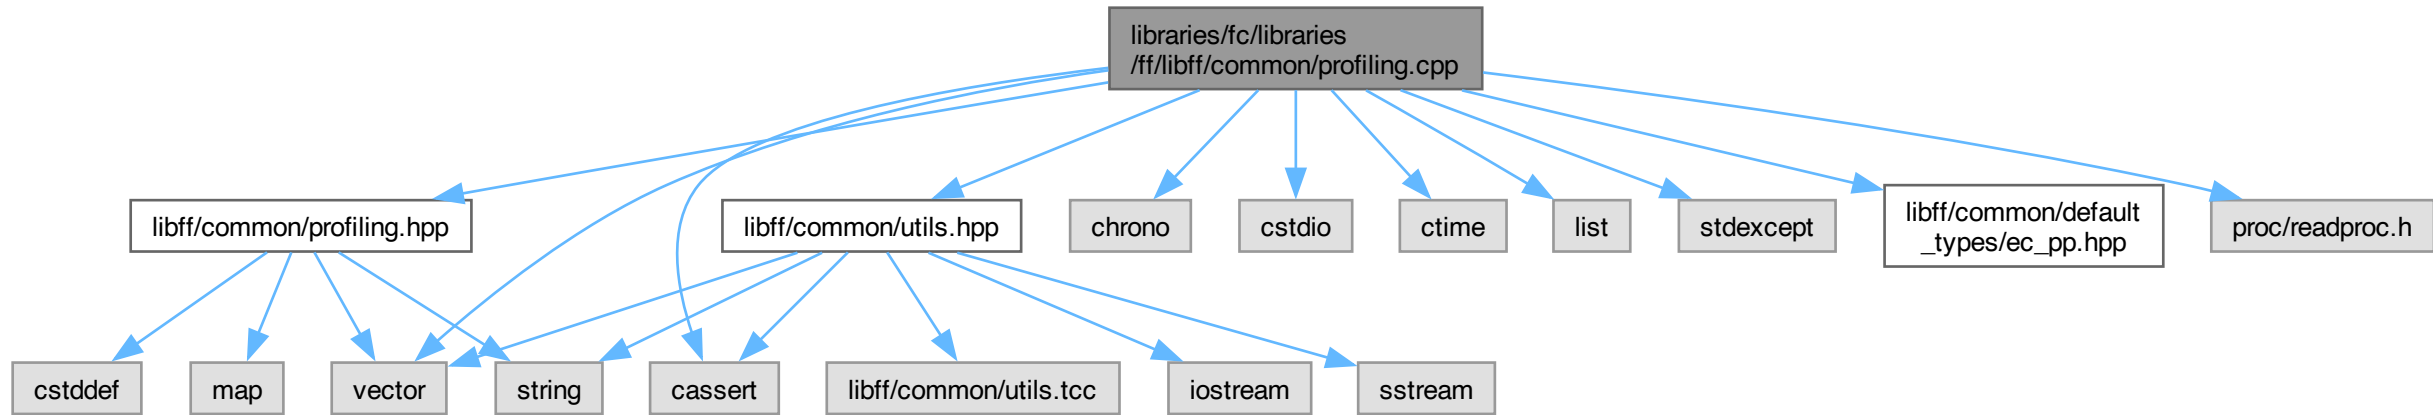 libraries/fc/libraries
/ff/libff/common/profiling.cpp
libff/common/profiling.hpp
libff/common/utils.hpp
chrono
cstdio
ctime
list
stdexcept
libff/common/default
_types/ec_pp.hpp
proc/readproc.h
cstddef
map
vector
string
cassert
libff/common/utils.tcc
iostream
sstream